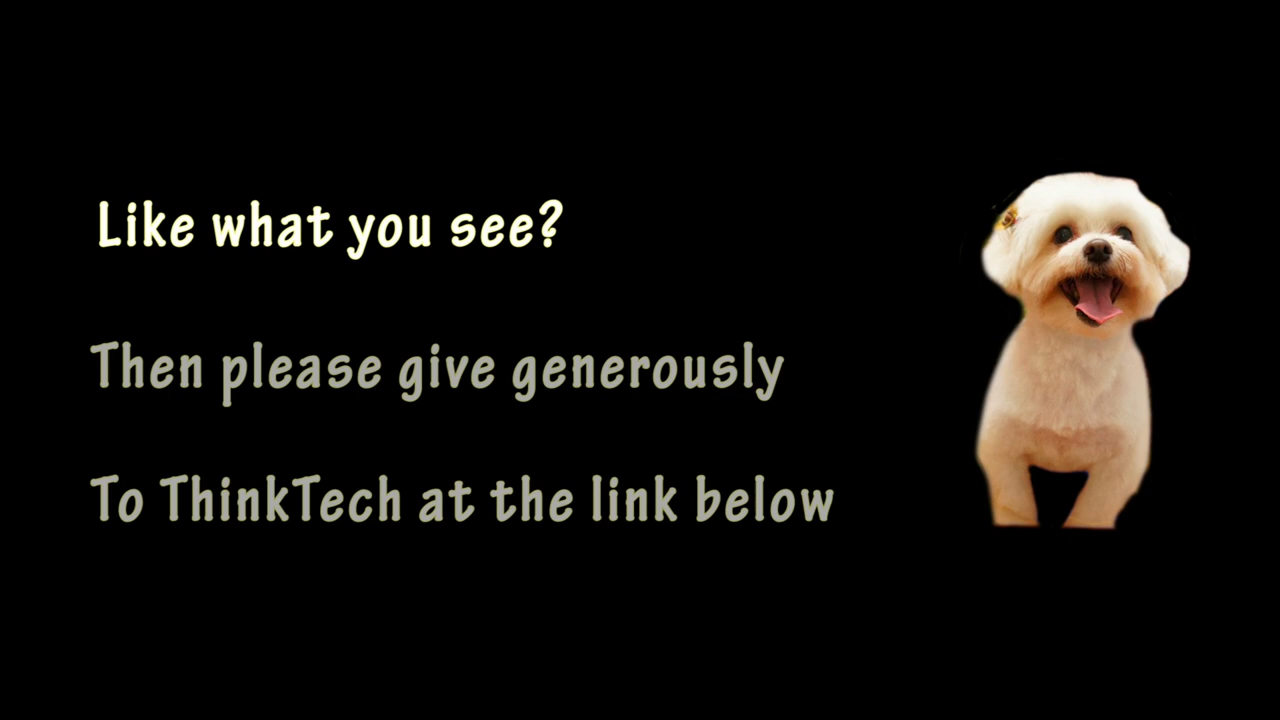 Like what you see?
Then please give generously
To ThinkTech at the link below